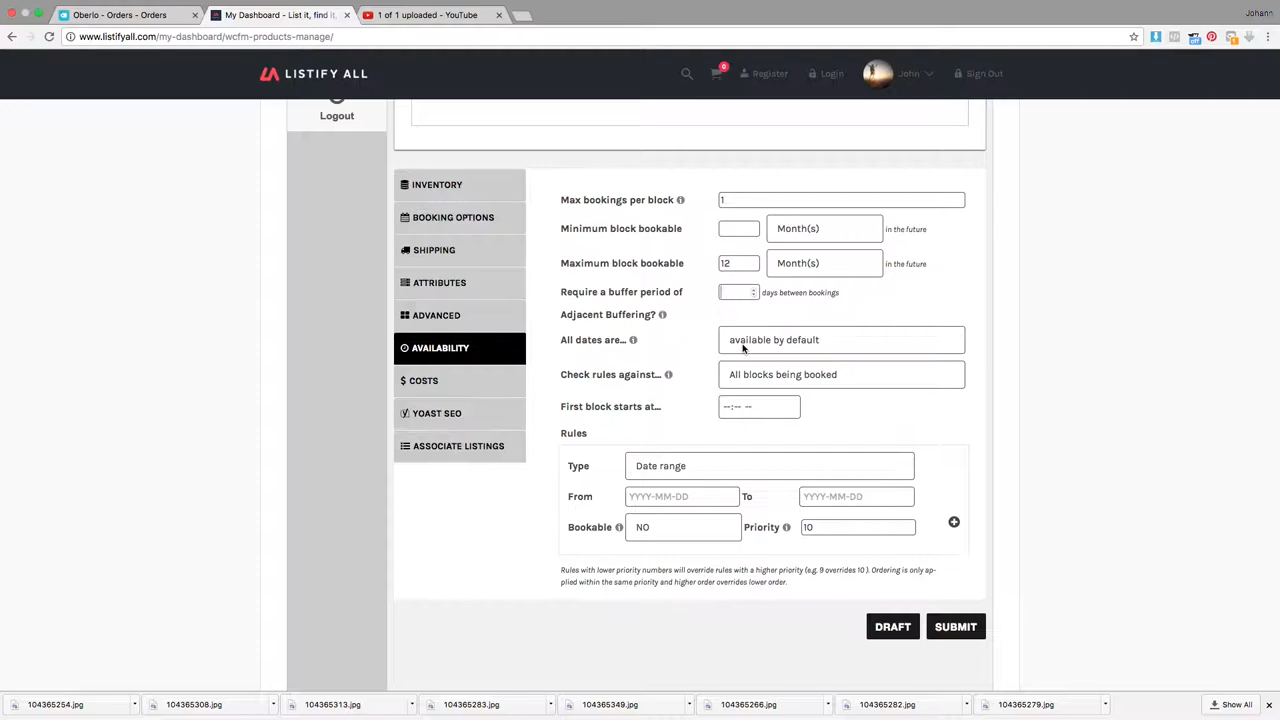 Oberlo - Orders - Orders
My Dashboard - List it, find it,
1 of 1 uploaded - YouTube
Johann
www.listifyall.com/my-dashboard/wcfm-products-manage/
LISTIFY ALL
0
Register
Login
John
Sign Out
Logout
INVENTORY
BOOKING OPTIONS
SHIPPING
ATTRIBUTES
ADVANCED
AVAILABILITY
COSTS
YOAST SEO
ASSOCIATE LISTINGS
Max bookings per block 1
Minimum block bookable Month(s) in the future
Maximum block bookable 12 Month(s) in the future
Require a buffer period of days between bookings
Adjacent Buffering?
All dates are... available by default
Check rules against... All blocks being booked
First block starts at... --:-- --
Rules
Type Date range
From YYYY-MM-DD To YYYY-MM-DD
Bookable NO Priority 10
Rules with lower priority numbers will override rules with a higher priority (e.g. 9 overrides 10 ). Ordering is only ap-
plied within the same priority and higher order overrides lower order.
DRAFT SUBMIT
104365254.jpg 104365308.jpg 104365313.jpg 104365283.jpg 104365349.jpg 104365266.jpg 104365282.jpg 104365279.jpg Show All